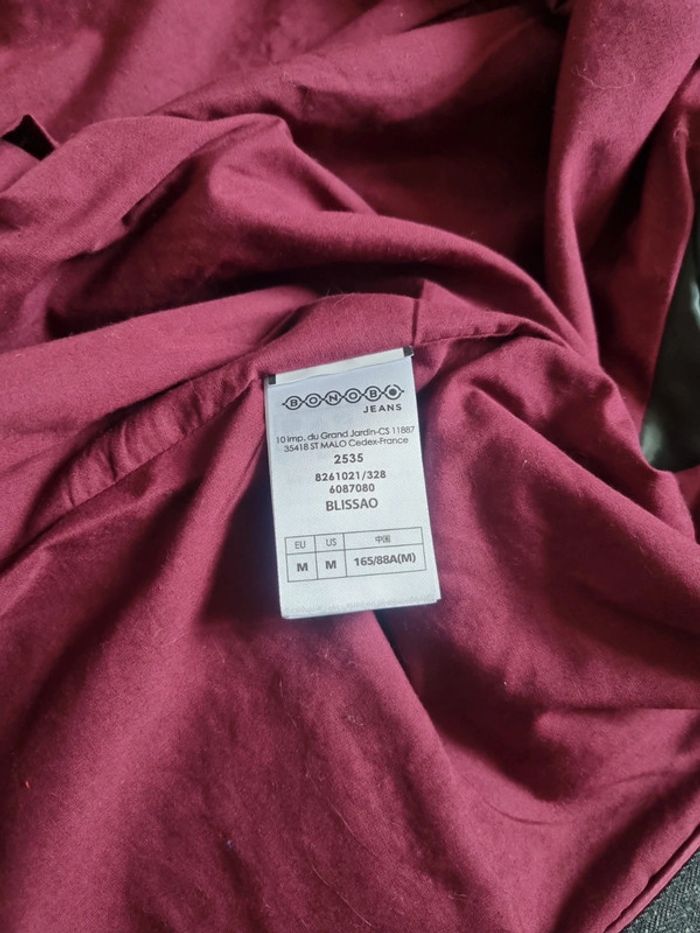 BONOBO
JEANS
10 imp. du Grand Jardin-CS 11887
35418 ST MALO Cedex-France
2535
8261021/328
6087080
BLISSAO
EU US 中国
M M 165/88A(M)